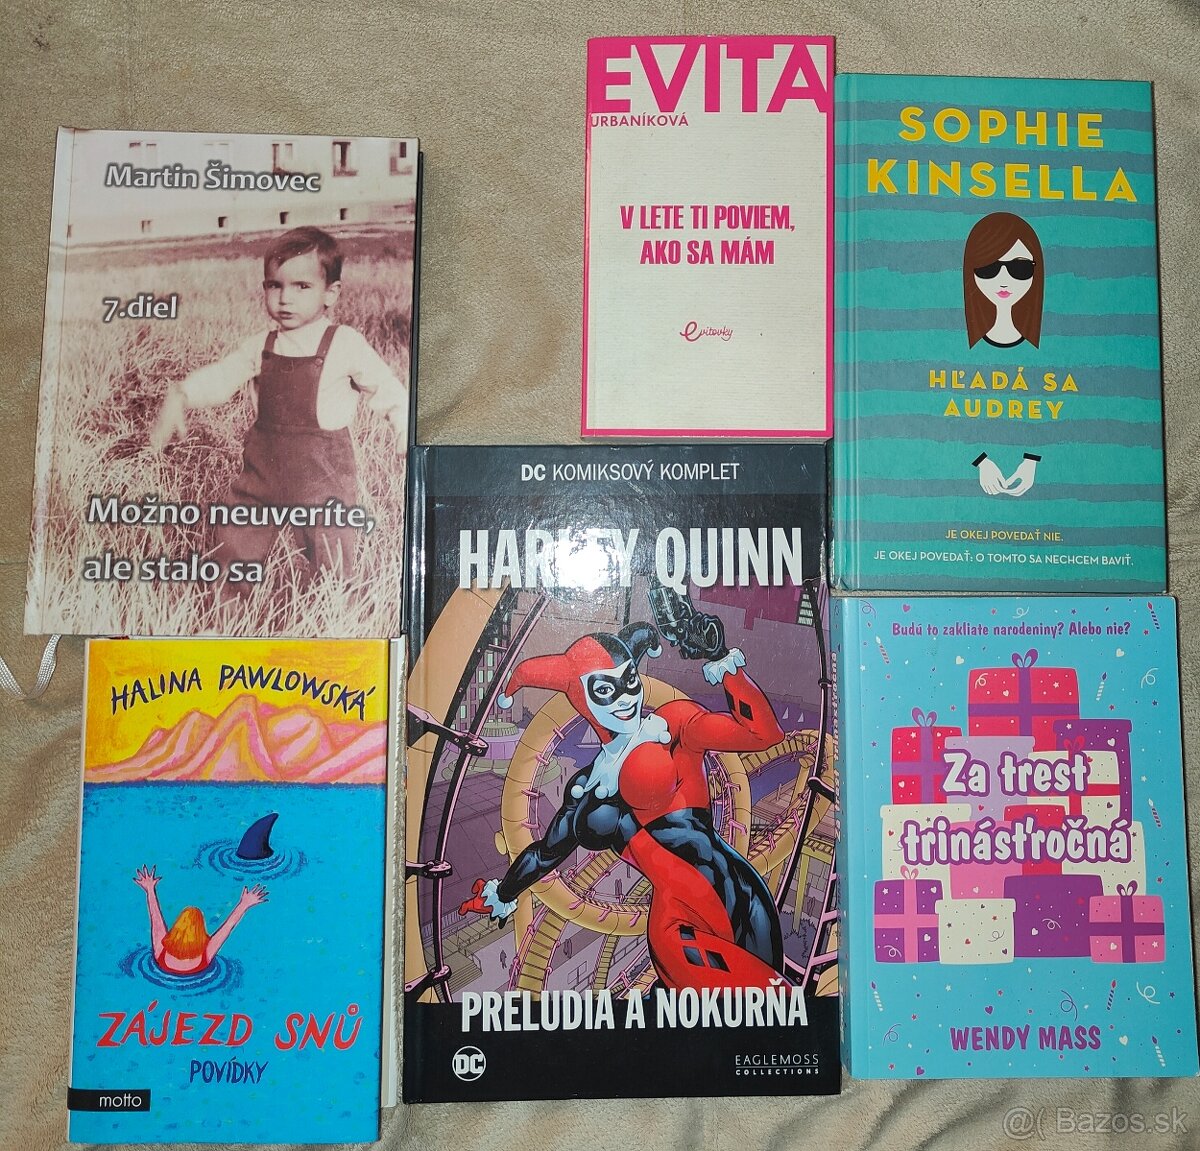 Martin Šimovec
7.diel
Možno neuveríte,
ale stalo sa
EVITA
URBANÍKOVÁ
V LETE TI POVIEM,
AKO SA MÁM
evitovky
SOPHIE
KINSELLA
HĽADÁ SA
AUDREY
JE OKEJ POVEDAŤ NIE.
JE OKEJ POVEDAŤ: O TOMTO SA NECHCEM BAVIŤ.
HALINA PAWLOWSKÁ
ZÁJEZD SNŮ
POVÍDKY
motto
DC KOMIKSOVÝ KOMPLET
HARLEY QUINN
PRELUDIA A NOKURŇA
DC
EAGLEMOSS
COLLECTIONS
Budú to zakliate narodeniny? Alebo nie?
Za trest
trinásťročná
WENDY MASS
@( Bazos.sk